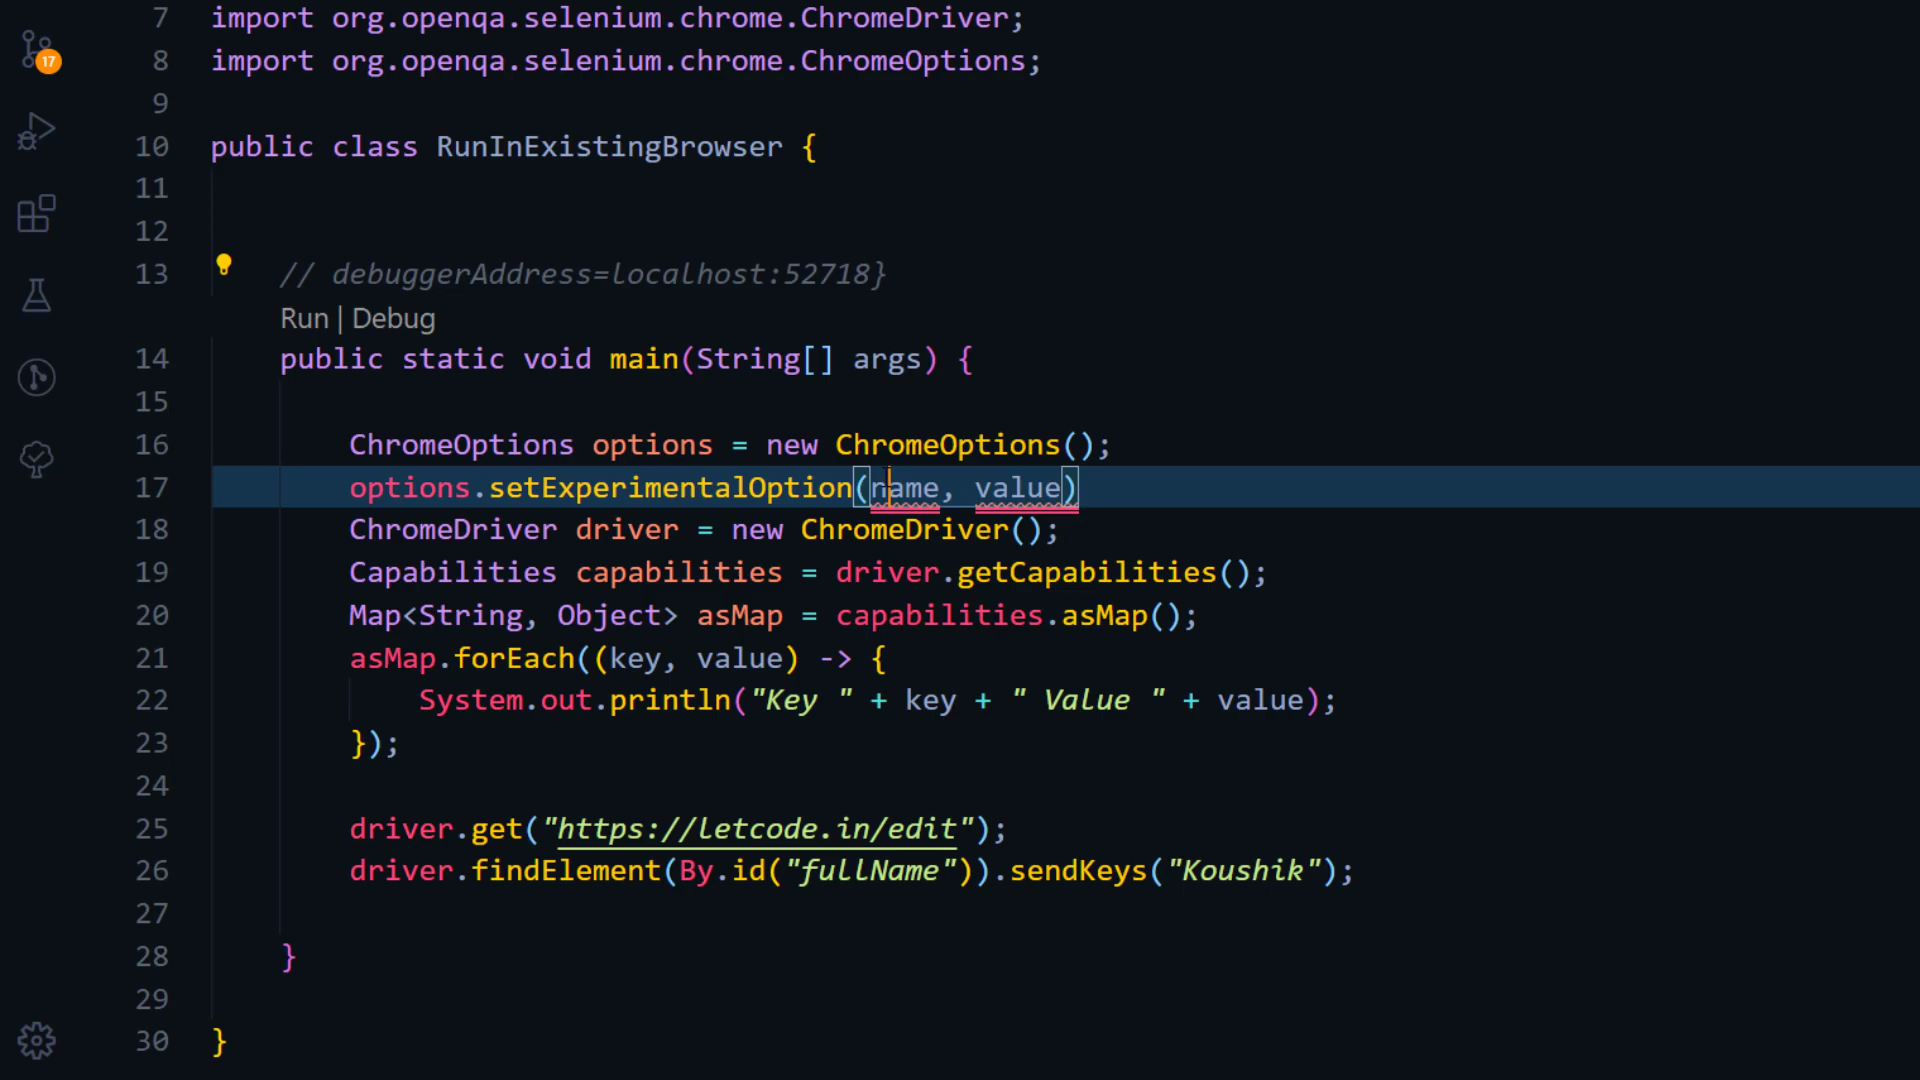 7 import org.openqa.selenium.chrome.ChromeDriver;
8 import org.openqa.selenium.chrome.ChromeOptions;
9
10 public class RunInExistingBrowser {
11
12
13 // debuggerAddress=localhost:52718}
Run | Debug
14 public static void main(String[] args) {
15
16 ChromeOptions options = new ChromeOptions();
17 options.setExperimentalOption(name, value)
18 ChromeDriver driver = new ChromeDriver();
19 Capabilities capabilities = driver.getCapabilities();
20 Map<String, Object> asMap = capabilities.asMap();
21 asMap.forEach((key, value) -> {
22 System.out.println("Key " + key + " Value " + value);
23 });
24
25 driver.get("https://letcode.in/edit");
26 driver.findElement(By.id("fullName")).sendKeys("Koushik");
27
28 }
29
30 }
17